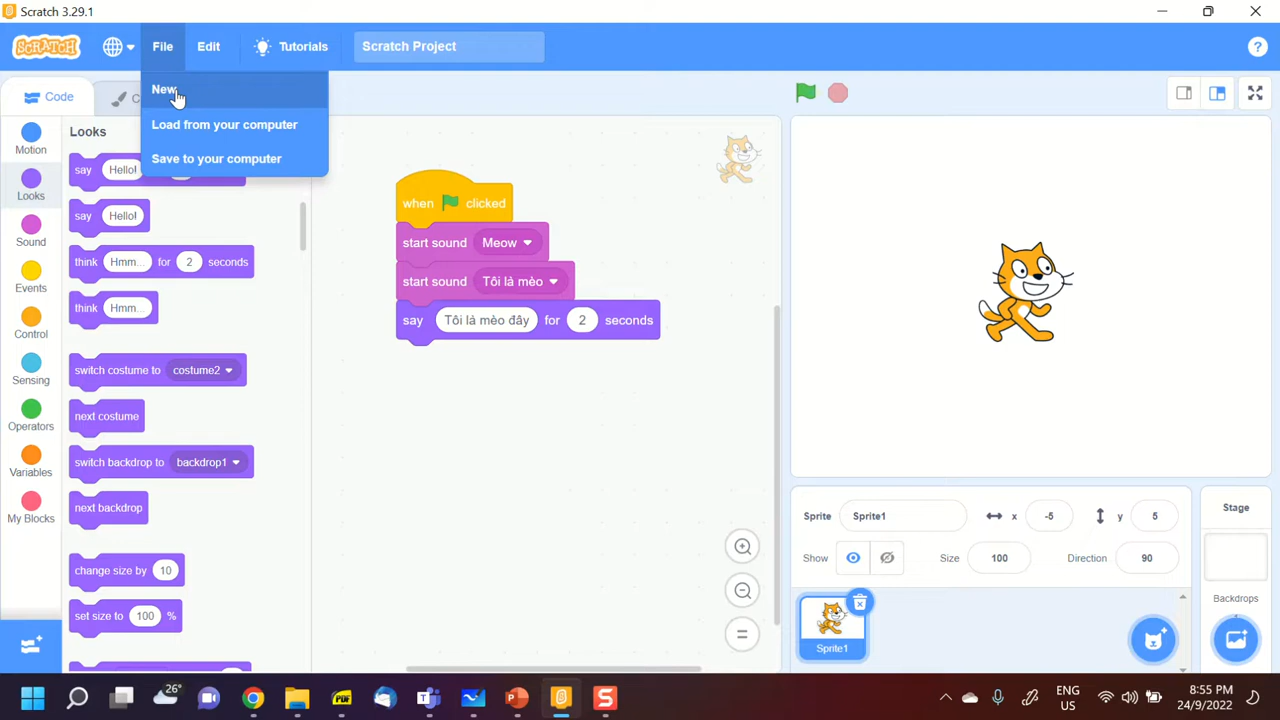 Scratch 3.29.1
SCRATCH
File
Edit
Tutorials
Scratch Project
?
New
Load from your computer
Save to your computer
Code
Motion
Looks
Sound
Events
Control
Sensing
Operators
Variables
My Blocks
Looks
say Hello!
say Hello!
think Hmm... for 2 seconds
think Hmm...
switch costume to costume2
next costume
switch backdrop to backdrop1
next backdrop
change size by 10
set size to 100 %
when clicked
start sound Meow
start sound Tôi là mèo
say Tôi là mèo đây for 2 seconds
Sprite Sprite1 x -5 y 5
Show Size 100 Direction 90
Sprite1
Stage
Backdrops
26°
PDF
ENG
US
8:55 PM
24/9/2022